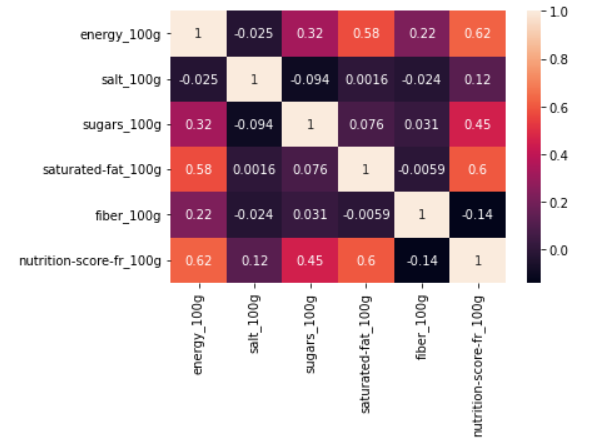 energy_100g 1 -0.025 0.32 0.58 0.22 0.62
salt_100g -0.025 1 -0.094 0.0016 -0.024 0.12
sugars_100g 0.32 -0.094 1 0.076 0.031 0.45
saturated-fat_100g 0.58 0.0016 0.076 1 -0.0059 0.6
fiber_100g 0.22 -0.024 0.031 -0.0059 1 -0.14
nutrition-score-fr_100g 0.62 0.12 0.45 0.6 -0.14 1
energy_100g
salt_100g
sugars_100g
saturated-fat_100g
fiber_100g
nutrition-score-fr_100g
1.0
0.8
0.6
0.4
0.2
0.0